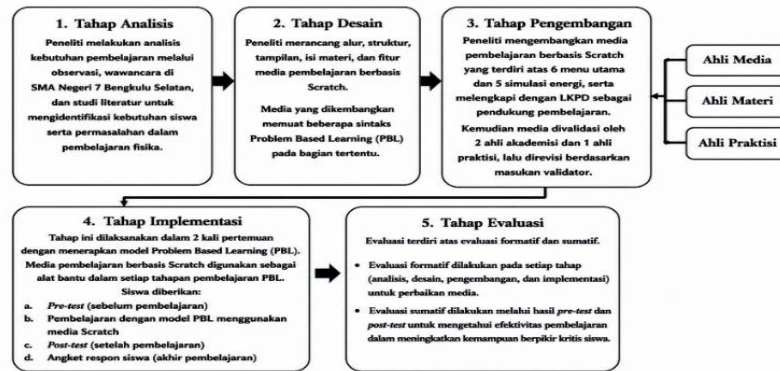 1. Tahap Analisis
Peneliti melakukan analisis
kebutuhan pembelajaran melalui
observasi, wawancara di
SMA Negeri 7 Bengkulu Selatan,
dan studi literatur untuk
mengidentifikasi kebutuhan siswa
serta permasalahan dalam
pembelajaran fisika.
2. Tahap Desain
Peneliti merancang alur, struktur,
tampilan, isi materi, dan fitur
media pembelajaran berbasis
Scratch.
Media yang dikembangkan
memuat beberapa sintaks
Problem Based Learning (PBL)
pada bagian tertentu.
3. Tahap Pengembangan
Peneliti mengembangkan media
pembelajaran berbasis Scratch
yang terdiri atas 6 menu utama
dan 5 simulasi energi, serta
melengkapi dengan LKPD sebagai
pendukung pembelajaran.
Kemudian media divalidasi oleh
2 ahli akademisi dan 1 ahli
praktisi, lalu direvisi berdasarkan
masukan validator.
Ahli Media
Ahli Materi
Ahli Praktisi
4. Tahap Implementasi
Tahap ini dilaksanakan dalam 2 kali pertemuan
dengan menerapkan model Problem Based Learning (PBL).
Media pembelajaran berbasis Scratch digunakan sebagai
alat bantu dalam setiap tahapan pembelajaran PBL.
Siswa diberikan:
a. Pre-test (sebelum pembelajaran)
b. Pembelajaran dengan model PBL menggunakan
media Scratch
c. Post-test (setelah pembelajaran)
d. Angket respon siswa (akhir pembelajaran)
5. Tahap Evaluasi
Evaluasi terdiri atas evaluasi formatif dan sumatif.
• Evaluasi formatif dilakukan pada setiap tahap
(analisis, desain, pengembangan, dan implementasi)
untuk perbaikan media.
• Evaluasi sumatif dilakukan melalui hasil pre-test dan
post-test untuk mengetahui efektivitas pembelajaran
dalam meningkatkan kemampuan berpikir kritis siswa.